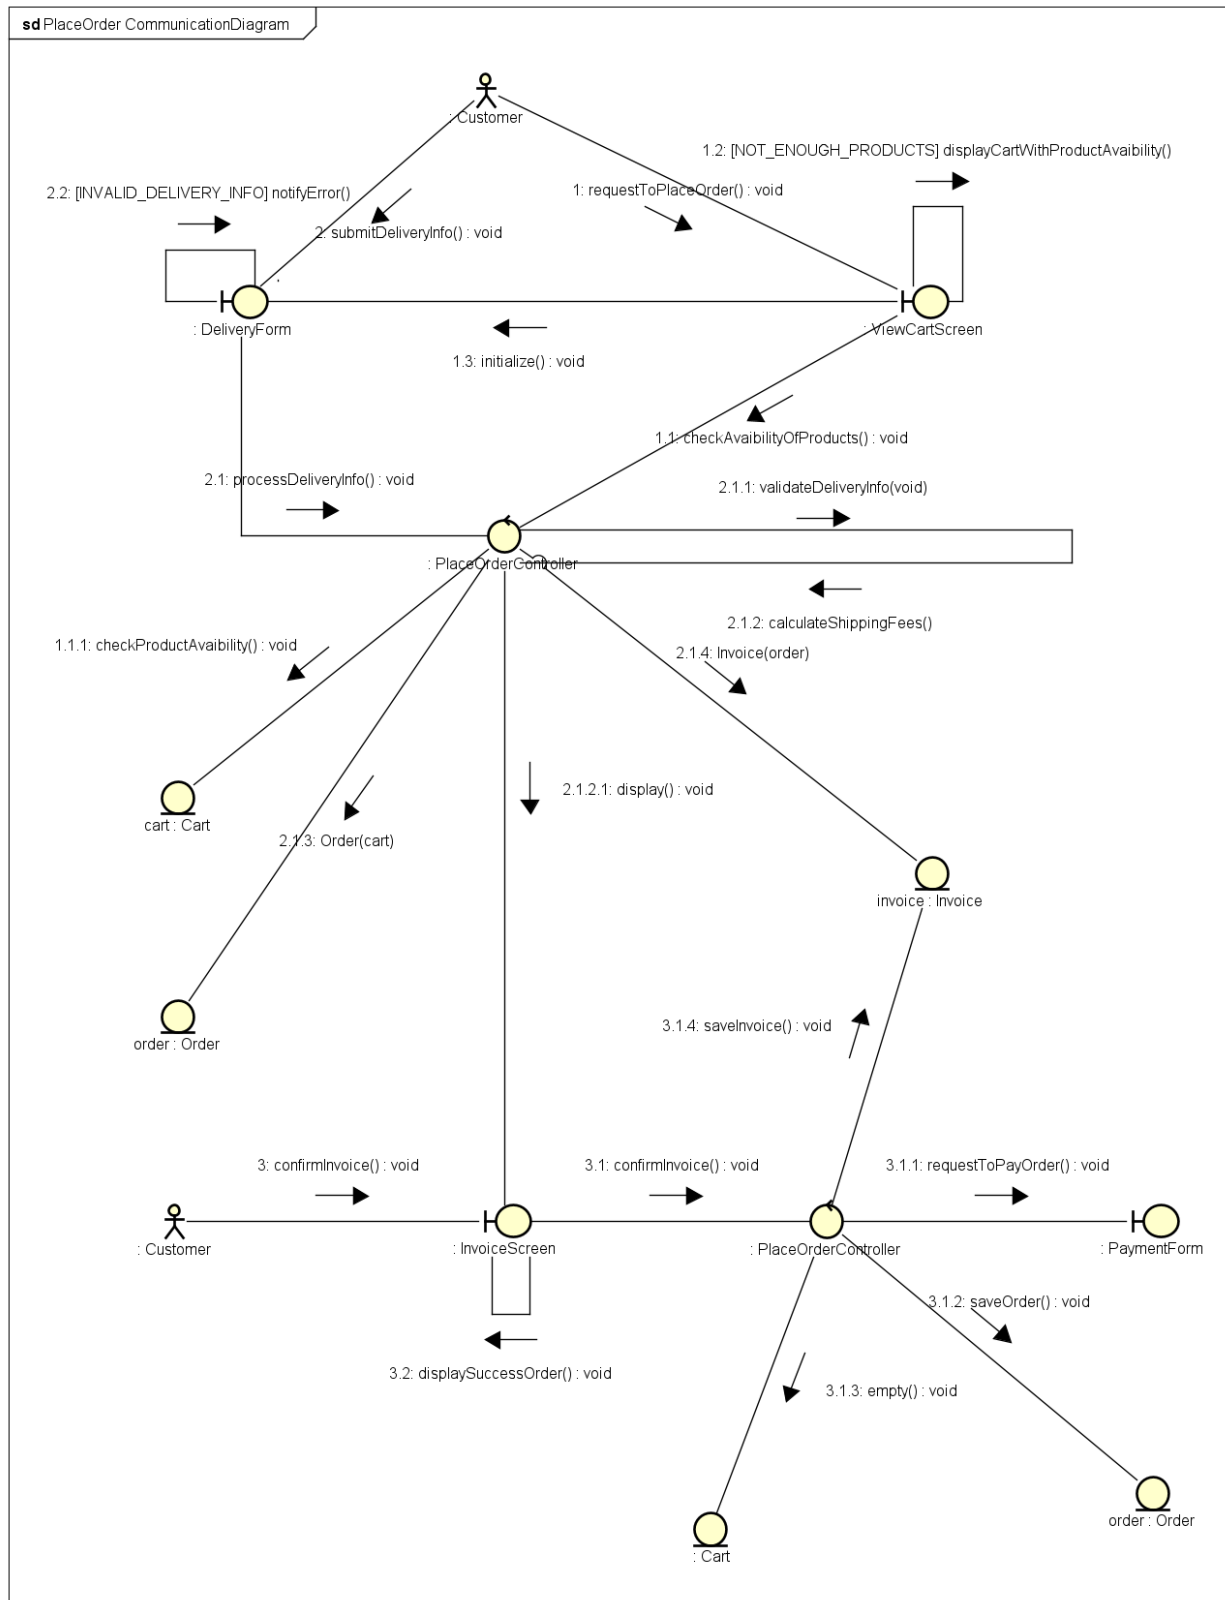 sd PlaceOrder CommunicationDiagram
: Customer
1.2: [NOT_ENOUGH_PRODUCTS] displayCartWithProductAvaibility()
2.2: [INVALID_DELIVERY_INFO] notifyError()
1: requestToPlaceOrder() : void
2: submitDeliveryInfo() : void
: DeliveryForm
: ViewCartScreen
1.3: initialize() : void
1.1: checkAvaibilityOfProducts() : void
2.1: processDeliveryInfo() : void
2.1.1: validateDeliveryInfo(void)
: PlaceOrderController
2.1.2: calculateShippingFees()
1.1.1: checkProductAvaibility() : void
2.1.4: Invoice(order)
2.1.2.1: display() : void
cart : Cart
2.1.3: Order(cart)
invoice : Invoice
3.1.4: saveInvoice() : void
order : Order
3: confirmInvoice() : void
3.1: confirmInvoice() : void
3.1.1: requestToPayOrder() : void
: Customer
: InvoiceScreen
: PlaceOrderController
: PaymentForm
3.1.2: saveOrder() : void
3.2: displaySuccessOrder() : void
3.1.3: empty() : void
order : Order
: Cart